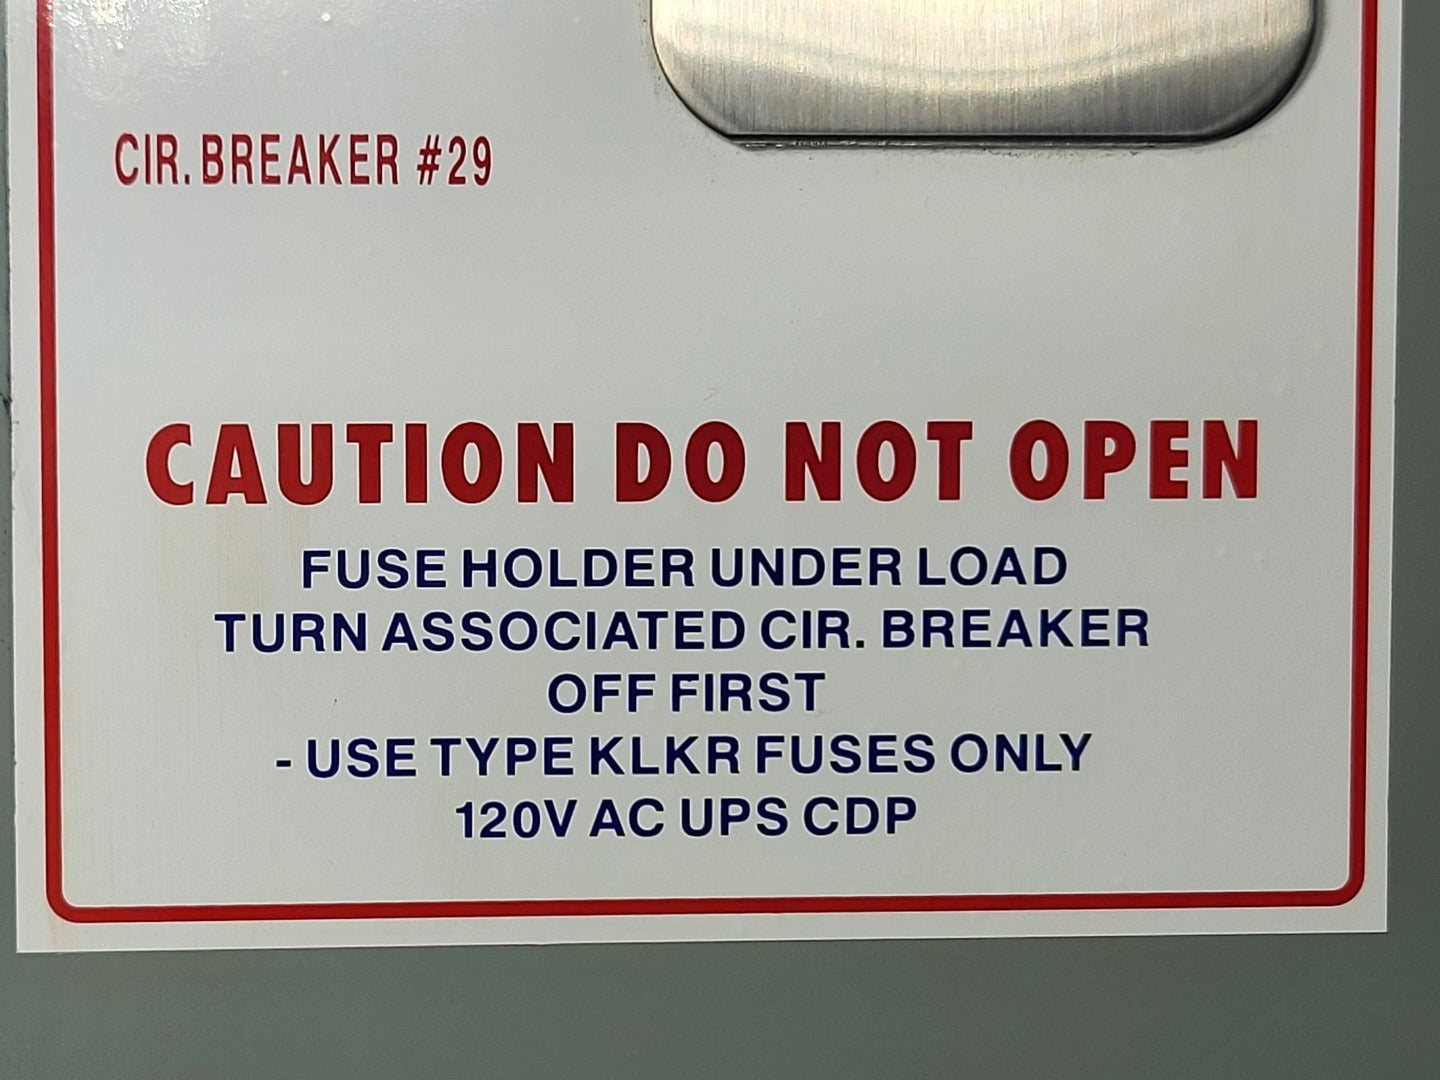 CIR. BREAKER #29
CAUTION DO NOT OPEN
FUSE HOLDER UNDER LOAD
TURN ASSOCIATED CIR. BREAKER
OFF FIRST
- USE TYPE KLKR FUSES ONLY
120V AC UPS CDP